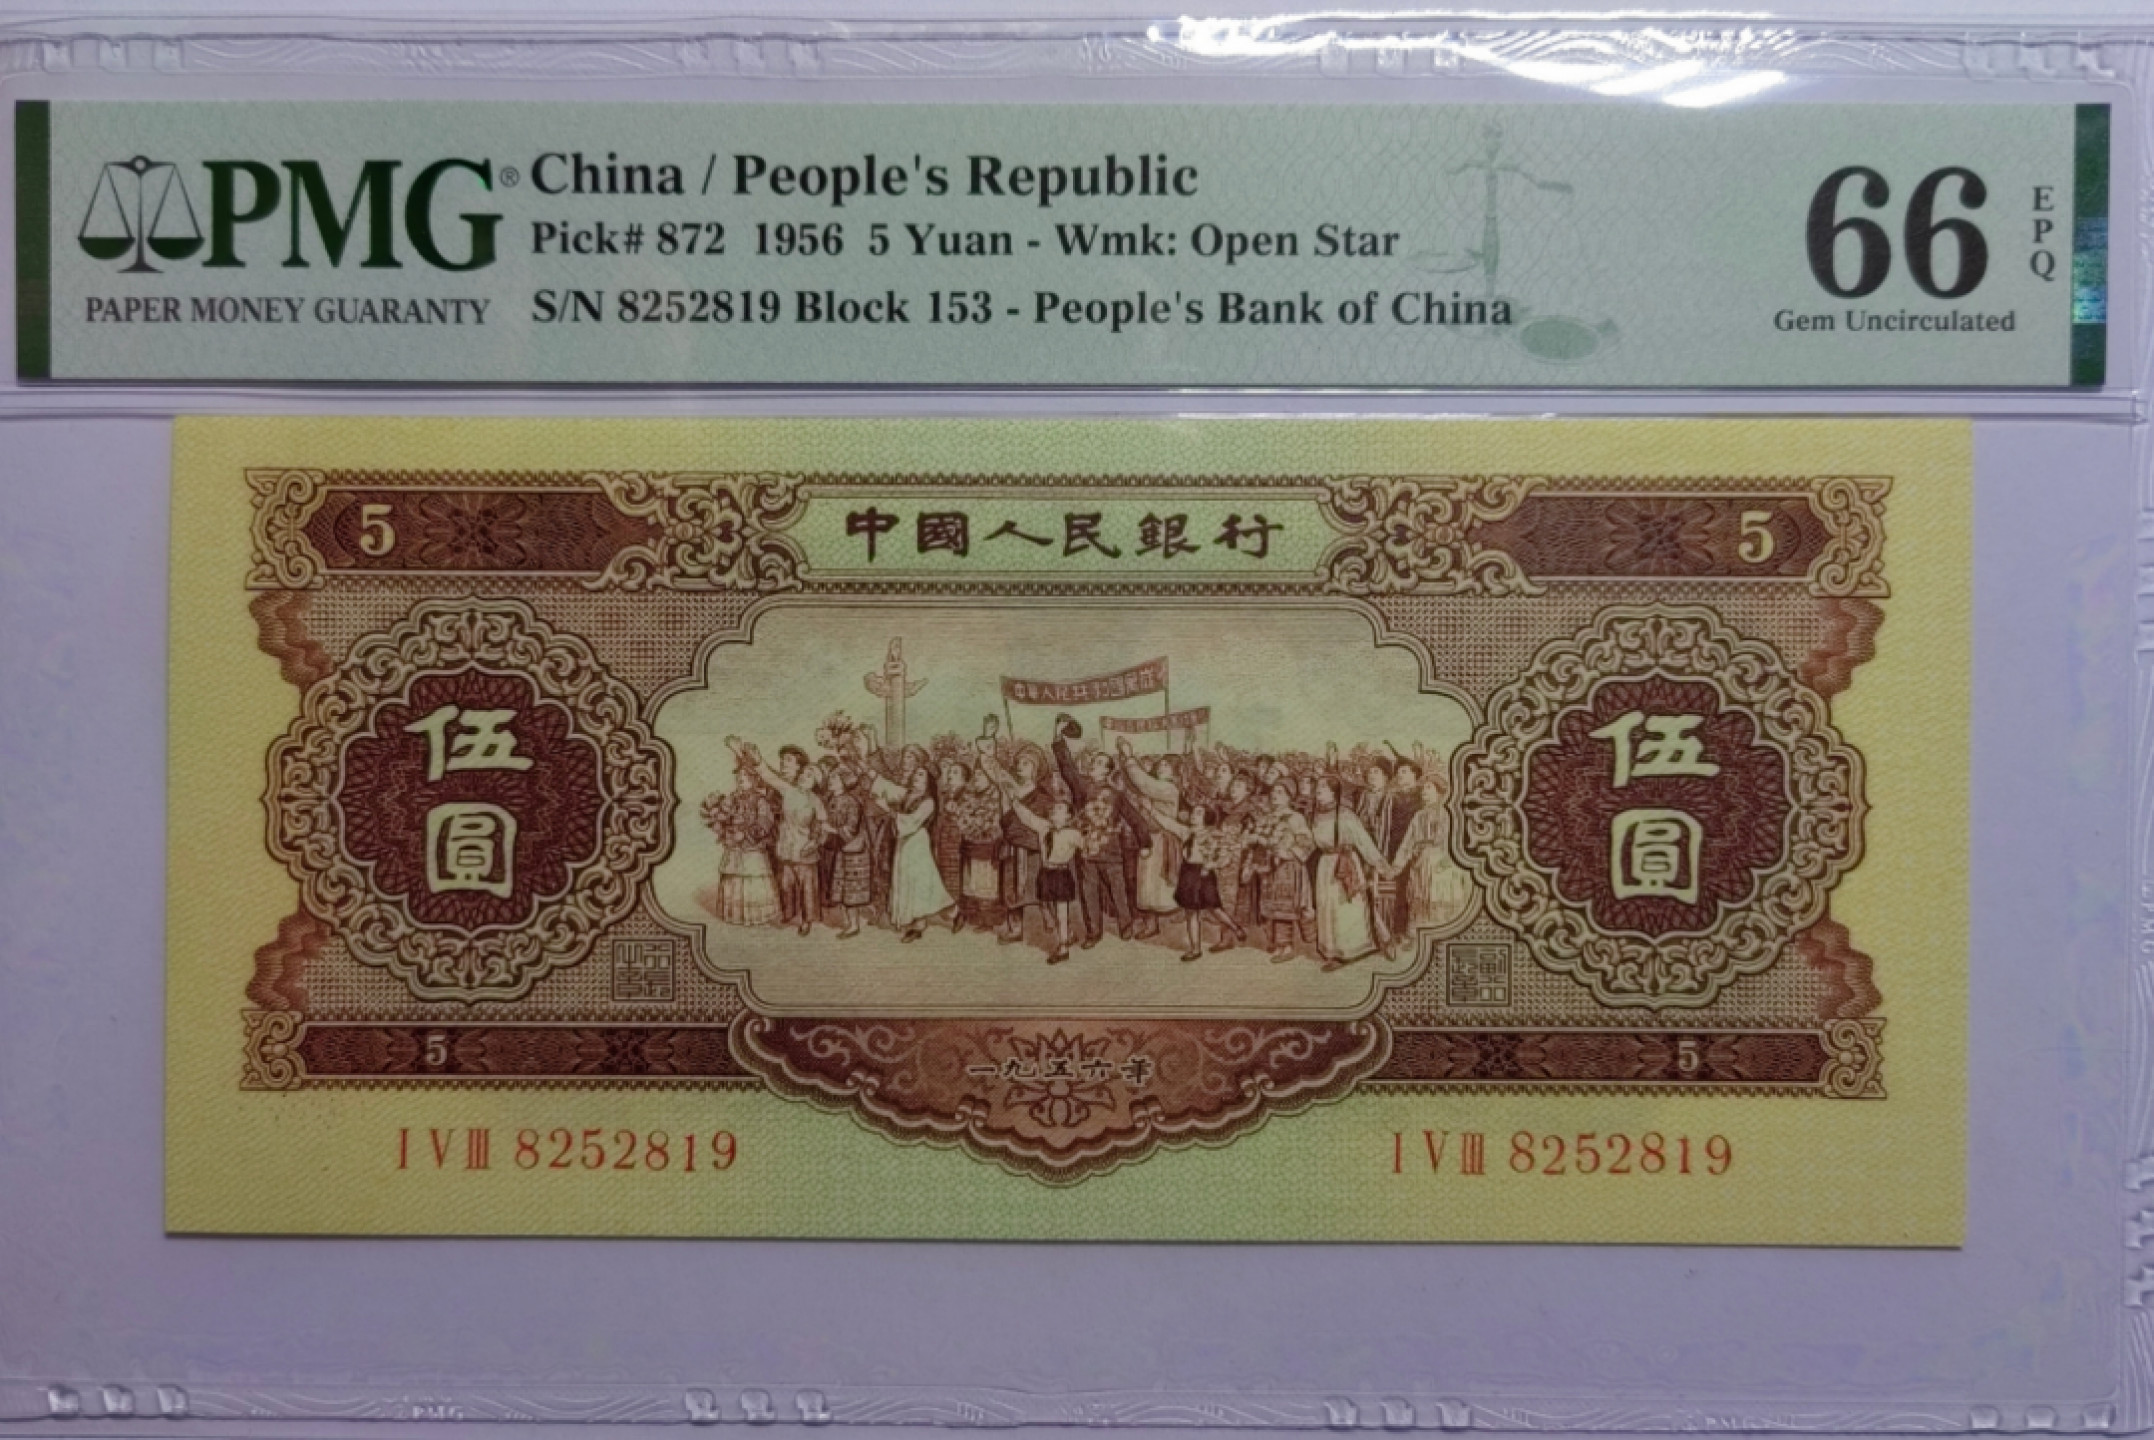 PMG®
PAPER MONEY GUARANTY
China / People's Republic
Pick# 872 1956 5 Yuan - Wmk: Open Star
S/N 8252819 Block 153 - People's Bank of China
66
EPQ
Gem Uncirculated
5
中國人民銀行
5
伍圓
伍圓
5
一九五六年
5
I V III 8252819
I V III 8252819